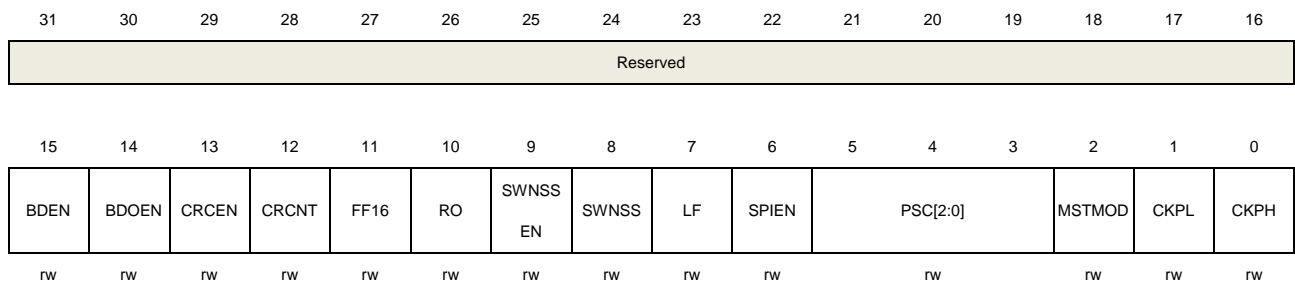 31 30 29 28 27 26 25 24 23 22 21 20 19 18 17 16
Reserved
15 14 13 12 11 10 9 8 7 6 5 4 3 2 1 0
BDEN BDOEN CRCEN CRCNT FF16 RO SWNSS EN SWNSS LF SPIEN PSC[2:0] MSTMOD CKPL CKPH
rw rw rw rw rw rw rw rw rw rw rw rw rw rw